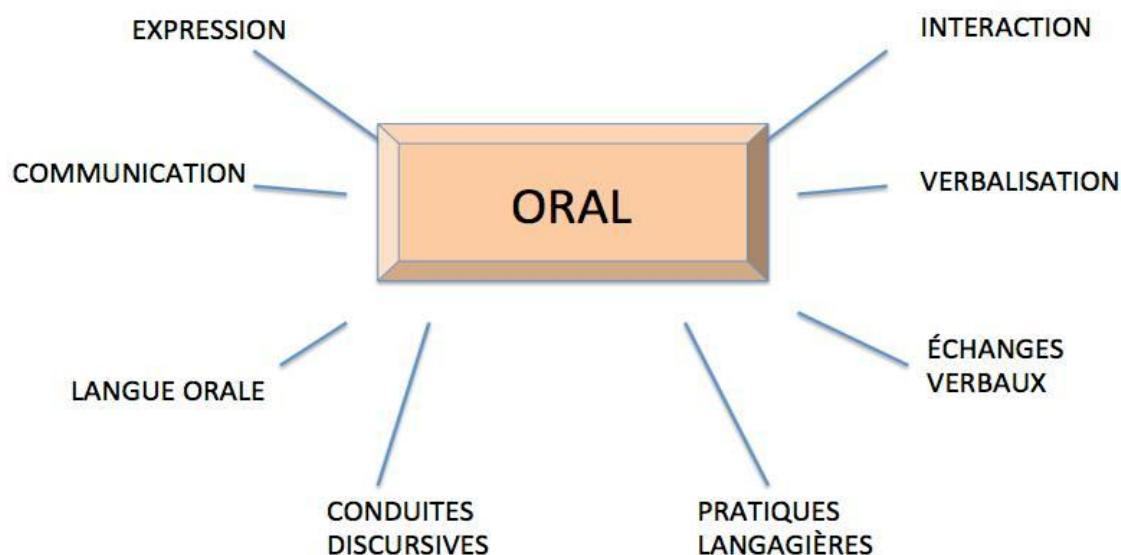 EXPRESSION
INTERACTION
COMMUNICATION
ORAL
VERBALISATION
LANGUE ORALE
ÉCHANGES
VERBAUX
CONDUITES
DISCURSIVES
PRATIQUES
LANGAGIÈRES